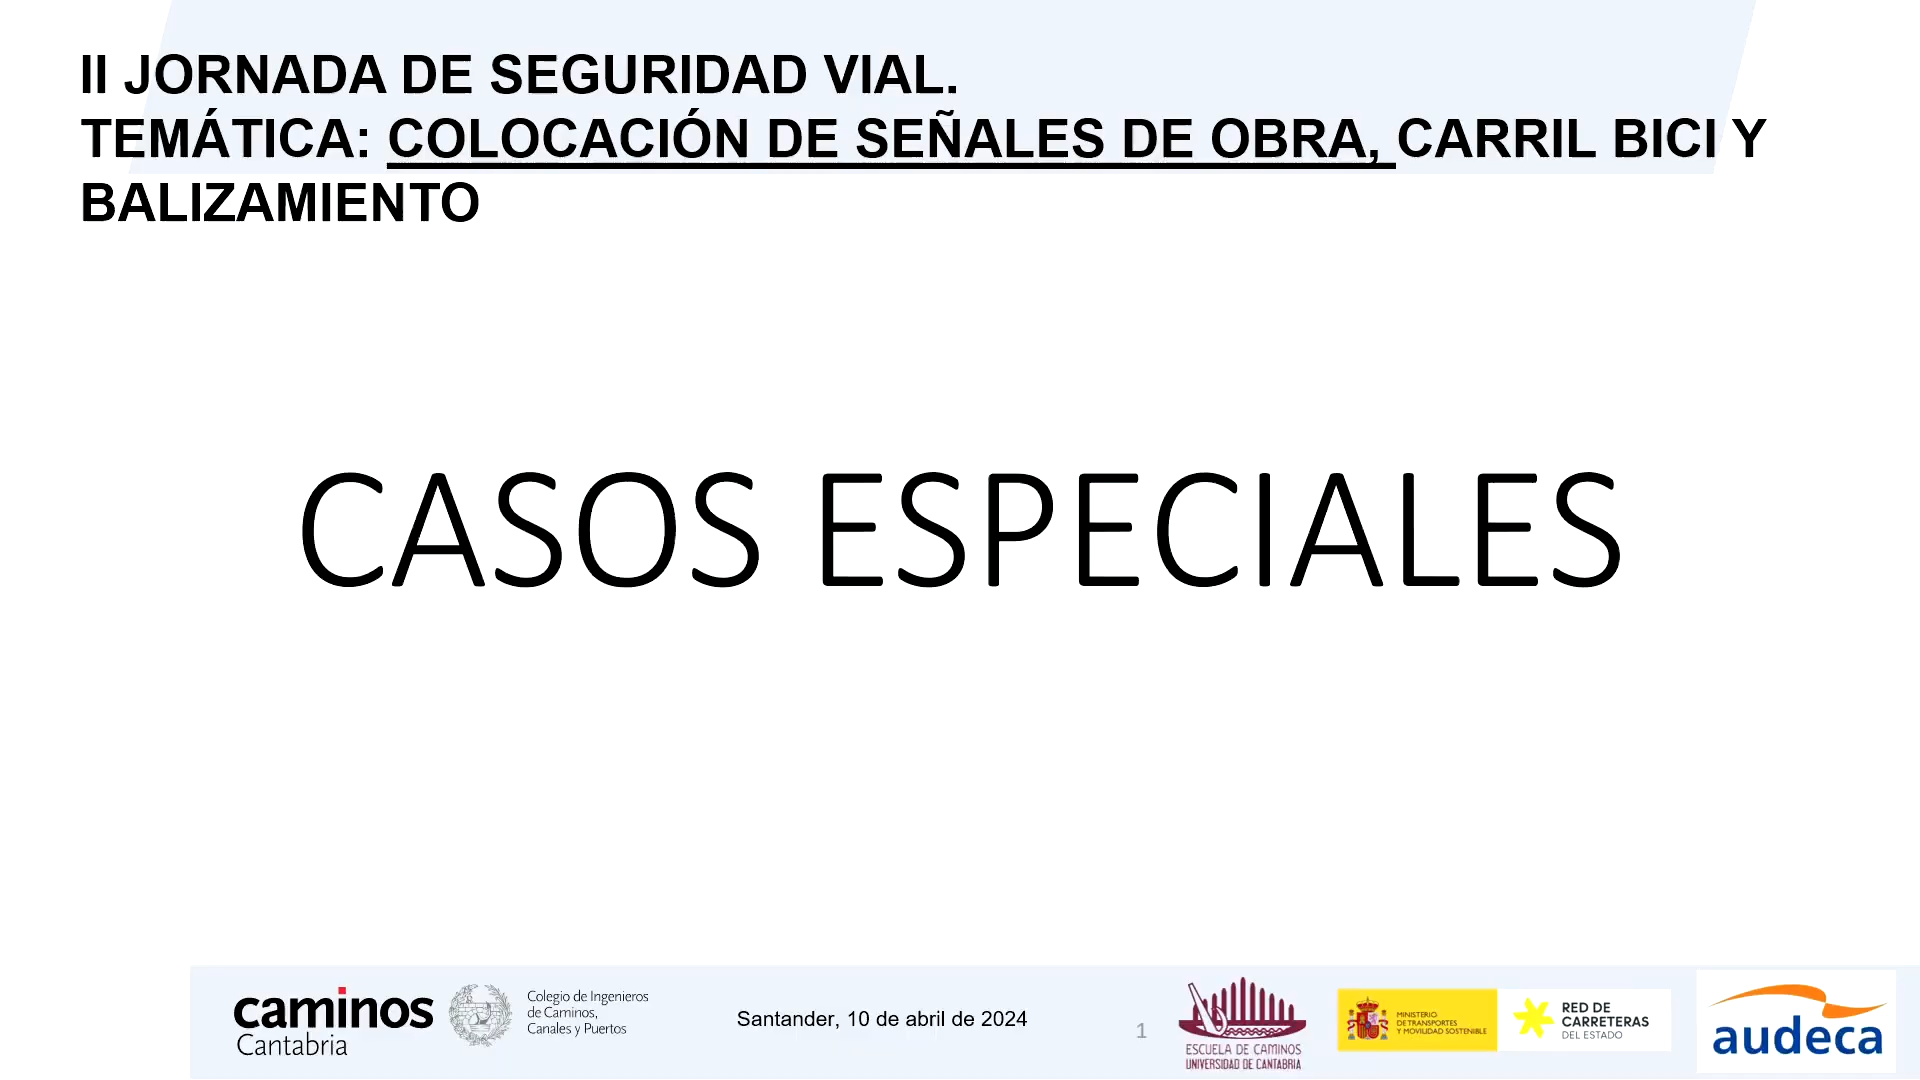 II JORNADA DE SEGURIDAD VIAL.
TEMÁTICA: COLOCACIÓN DE SEÑALES DE OBRA, CARRIL BICI Y
BALIZAMIENTO
CASOS ESPECIALES
caminos
Cantabria
Colegio de Ingenieros
de Caminos,
Canales y Puertos
Santander, 10 de abril de 2024
1
ESCUELA DE CAMINOS
UNIVERSIDAD DE CANTABRIA
MINISTERIO
DE TRANSPORTES
Y MOVILIDAD SOSTENIBLE
RED DE
CARRETERAS
DEL ESTADO
audeca